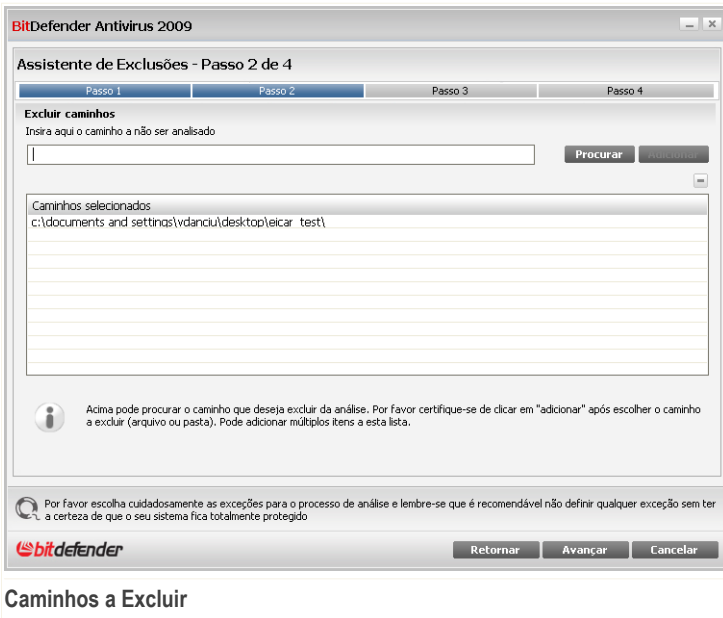 BitDefender Antivirus 2009
Assistente de Exclusões - Passo 2 de 4
Passo 1 Passo 2 Passo 3 Passo 4
Excluir caminhos
Insira aqui o caminho a não ser analisado
Procurar Adicionar
Caminhos selecionados
c:\documents and settings\vdanciu\desktop\eicar_test\
Acima pode procurar o caminho que deseja excluir da análise. Por favor certifique-se de clicar em "adicionar" após escolher o caminho
a excluir (arquivo ou pasta). Pode adicionar múltiplos itens a esta lista.
Por favor escolha cuidadosamente as exceções para o processo de análise e lembre-se que é recomendável não definir qualquer exceção sem ter
a certeza de que o seu sistema fica totalmente protegido
bitdefender
Retornar Avançar Cancelar
Caminhos a Excluir